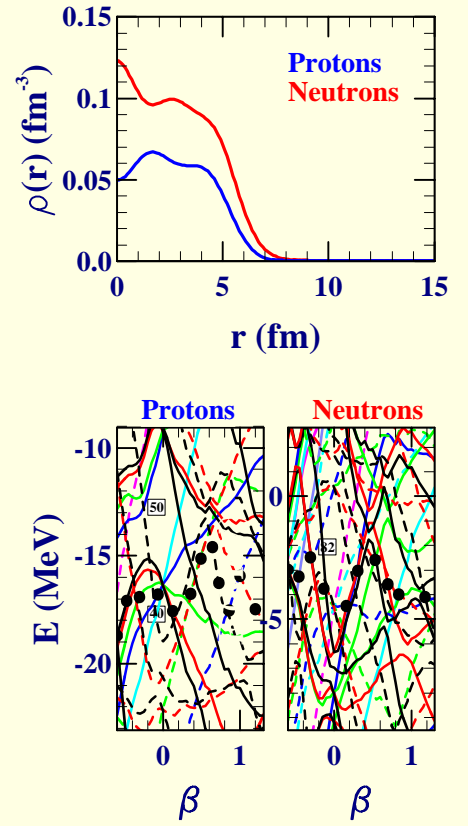 0.15
0.1
0.05
0.0
ρ(r) (fm⁻³)
Protons
Neutrons
0 5 10 15
r (fm)
Protons Neutrons
-10
-15
-20
E (MeV)
50
40
0 1
β
0
-5
82
0 1
β